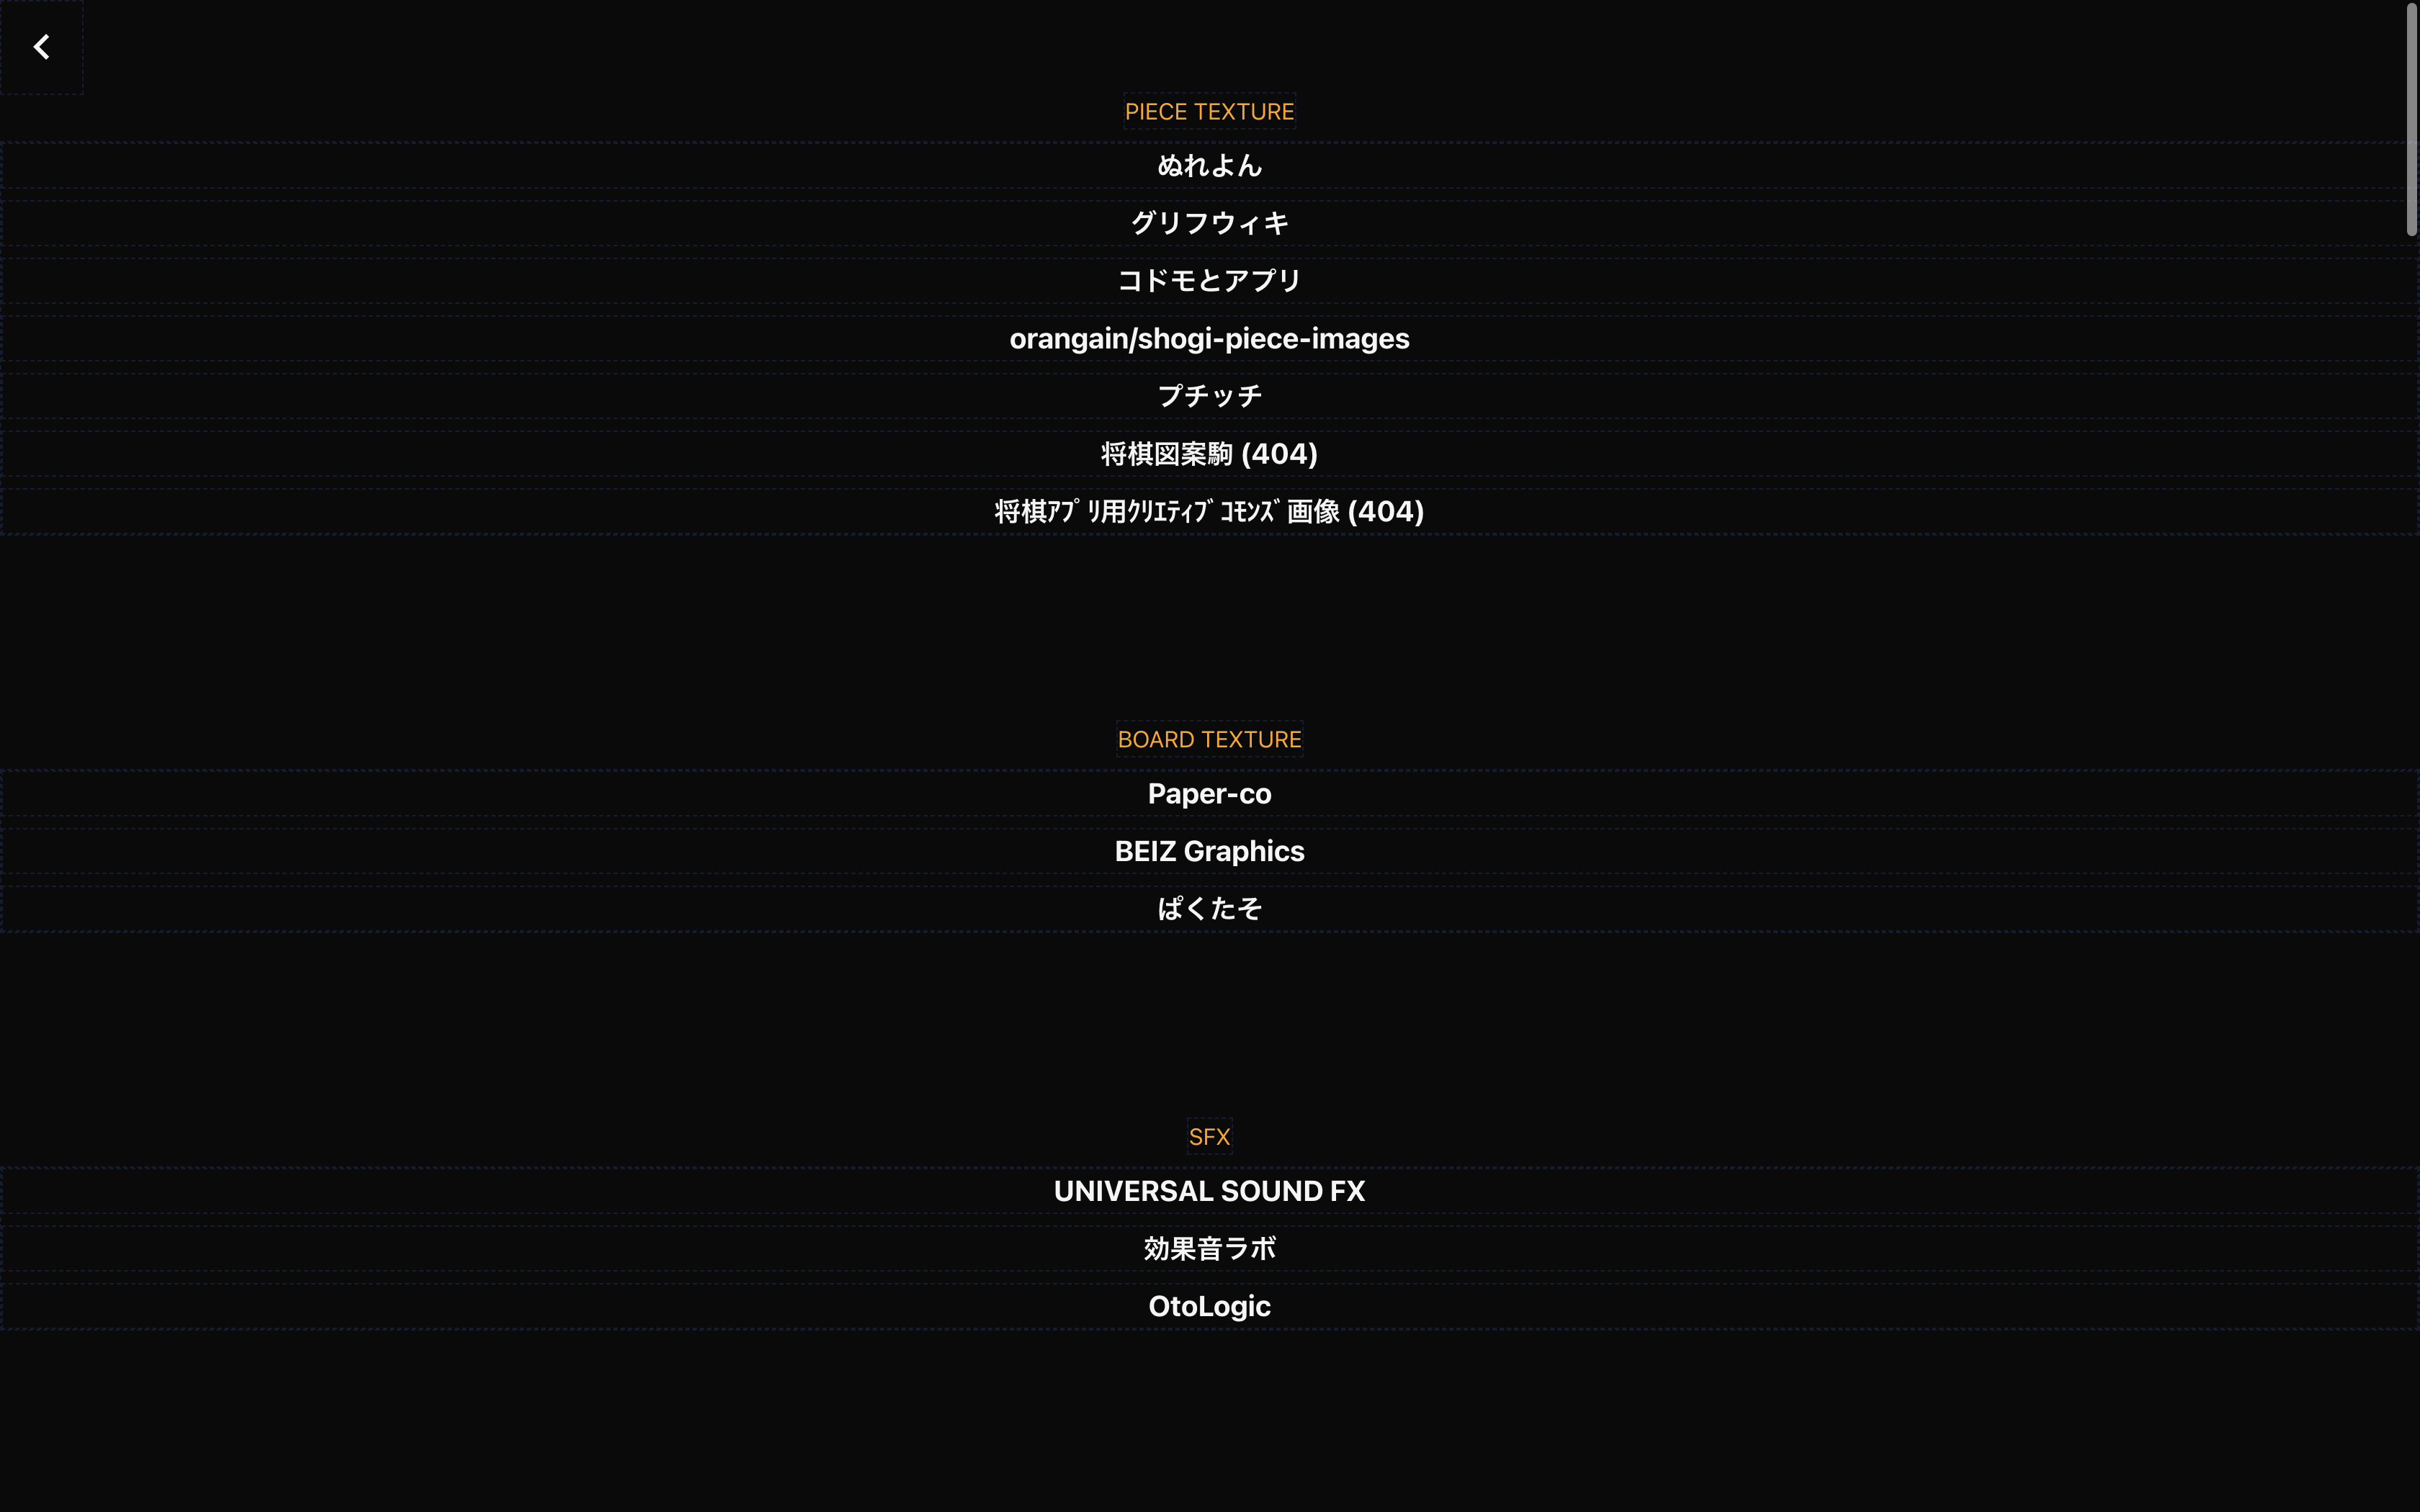 PIECE TEXTURE
ぬれよん
グリフウィキ
コドモとアプリ
orangain/shogi-piece-images
プチッチ
将棋図案駒 (404)
将棋ｱﾌﾟﾘ用ｸﾘｴﾃｨﾌﾞｺﾓﾝｽﾞ画像 (404)
BOARD TEXTURE
Paper-co
BEIZ Graphics
ぱくたそ
SFX
UNIVERSAL SOUND FX
効果音ラボ
OtoLogic